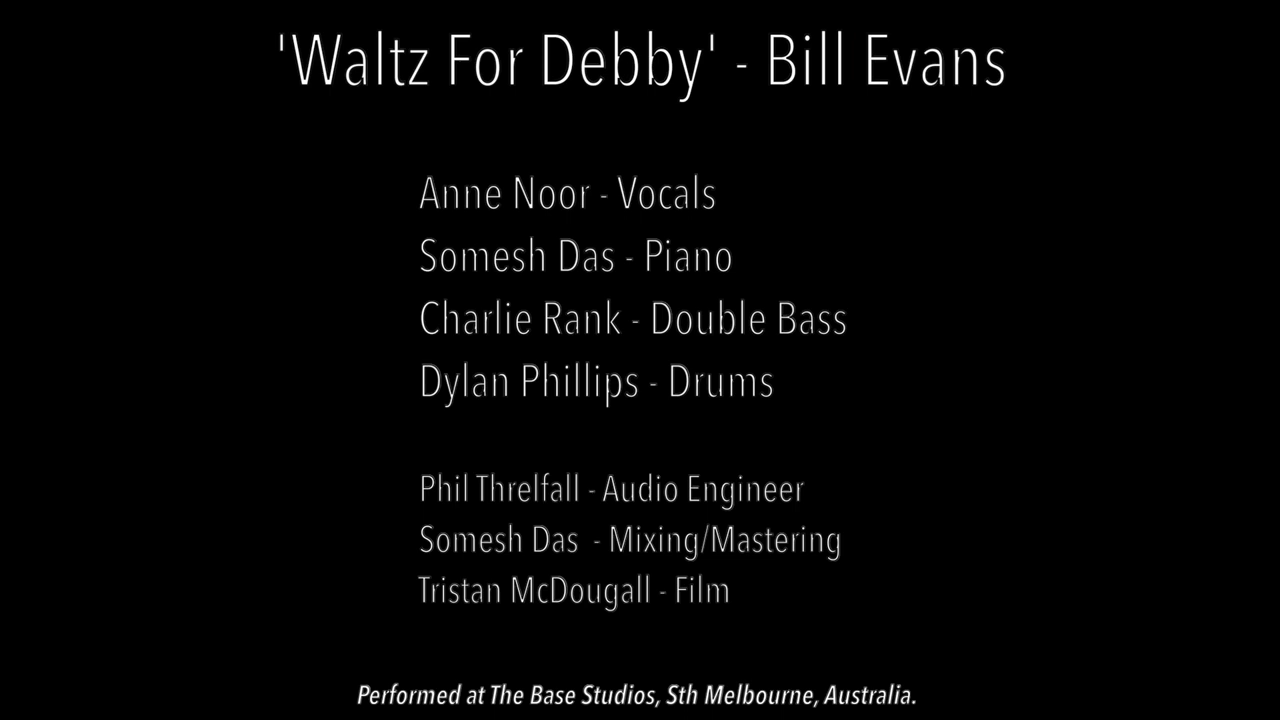 'Waltz For Debby' - Bill Evans
Anne Noor - Vocals
Somesh Das - Piano
Charlie Rank - Double Bass
Dylan Phillips - Drums
Phil Threlfall - Audio Engineer
Somesh Das - Mixing/Mastering
Tristan McDougall - Film
Performed at The Base Studios, Sth Melbourne, Australia.